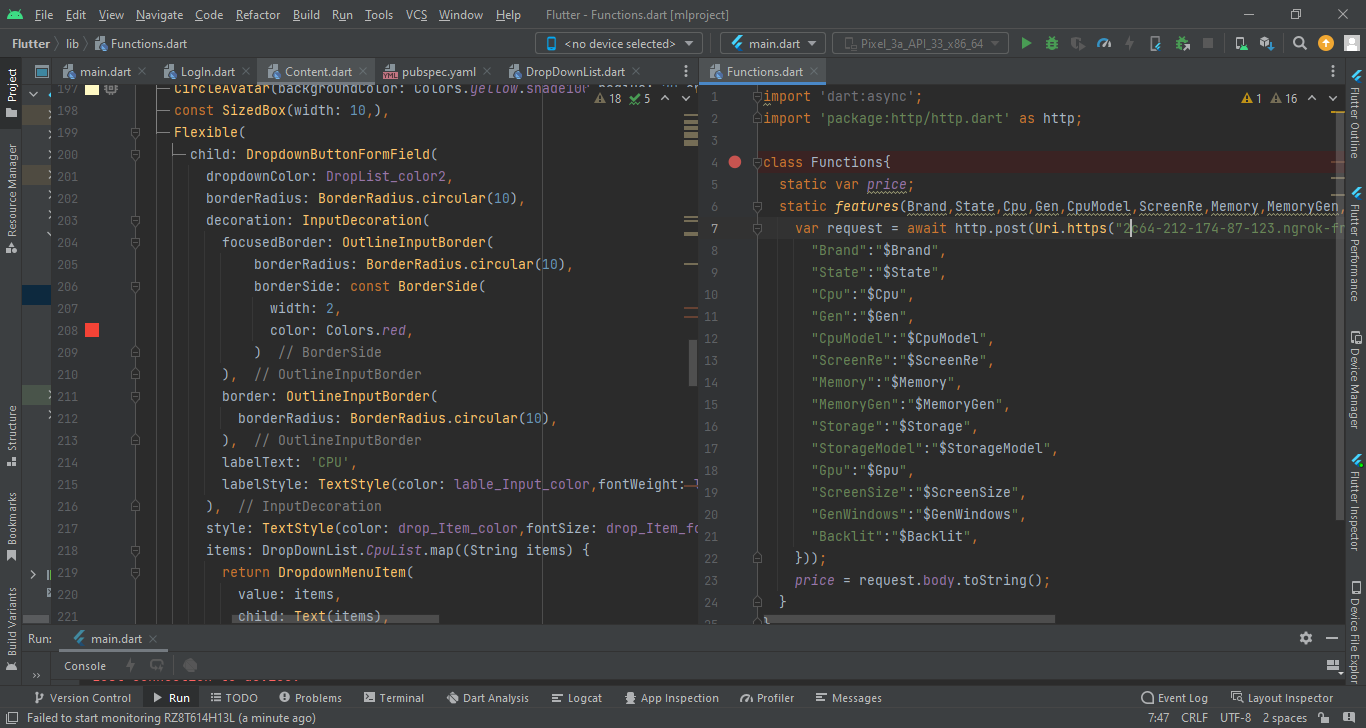 File Edit View Navigate Code Refactor Build Run Tools VCS Window Help Flutter - Functions.dart [mlproject]
Flutter lib Functions.dart <no device selected> main.dart Pixel_3a_API_33_x86_64
main.dart LogIn.dart Content.dart pubspec.yaml DropDownList.dart
Functions.dart
Project
Resource Manager
Structure
Bookmarks
Build Variants
197 CircleAvatar(backgroundColor: Colors.yellow.shade100
18 5
198 const SizedBox(width: 10,),
199 Flexible(
200 child: DropdownButtonFormField(
201 dropdownColor: DropList_color2,
202 borderRadius: BorderRadius.circular(10),
203 decoration: InputDecoration(
204 focusedBorder: OutlineInputBorder(
205 borderRadius: BorderRadius.circular(10),
206 borderSide: const BorderSide(
207 width: 2,
208 color: Colors.red,
209 ) // BorderSide
210 ), // OutlineInputBorder
211 border: OutlineInputBorder(
212 borderRadius: BorderRadius.circular(10),
213 ), // OutlineInputBorder
214 labelText: 'CPU',
215 labelStyle: TextStyle(color: lable_Input_color,fontWeight:
216 ), // InputDecoration
217 style: TextStyle(color: drop_Item_color,fontSize: drop_Item_fo
218 items: DropDownList.CpuList.map((String items) {
219 return DropdownMenuItem(
220 value: items,
221 child: Text(items),
1 import 'dart:async';
1 16
2 import 'package:http/http.dart' as http;
3
4 class Functions{
5 static var price;
6 static features(Brand,State,Cpu,Gen,CpuModel,ScreenRe,Memory,MemoryGen,
7 var request = await http.post(Uri.https("2c64-212-174-87-123.ngrok-fr
8 "Brand":"$Brand",
9 "State":"$State",
10 "Cpu":"$Cpu",
11 "Gen":"$Gen",
12 "CpuModel":"$CpuModel",
13 "ScreenRe":"$ScreenRe",
14 "Memory":"$Memory",
15 "MemoryGen":"$MemoryGen",
16 "Storage":"$Storage",
17 "StorageModel":"$StorageModel",
18 "Gpu":"$Gpu",
19 "ScreenSize":"$ScreenSize",
20 "GenWindows":"$GenWindows",
21 "Backlit":"$Backlit",
22 }));
23 price = request.body.toString();
24 }
25 }
Flutter Outline
Flutter Performance
Device Manager
Flutter Inspector
Device File Explor
Run: main.dart
Console
Lost connection to device.
Version Control Run TODO Problems Terminal Dart Analysis Logcat App Inspection Profiler Messages Event Log Layout Inspector
Failed to start monitoring RZ8T614H13L (a minute ago) 7:47 CRLF UTF-8 2 spaces